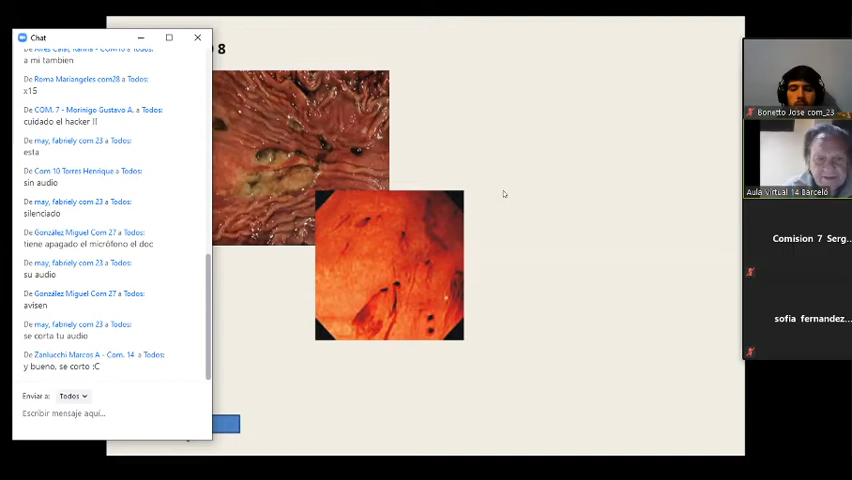 Chat
a mi tambien
De Roma Mariangeles com28 a Todos:
x15
De COM. 7 - Morinigo Gustavo A. a Todos:
cuidado el hacker !!
De may, fabriely com 23 a Todos:
esta
De Com 10 Torres Henrique a Todos:
sin audio
De may, fabriely com 23 a Todos:
silenciado
De González Miguel Com 27 a Todos:
tiene apagado el micrófono el doc
De may, fabriely com 23 a Todos:
su audio
De González Miguel Com 27 a Todos:
avisen
De may, fabriely com 23 a Todos:
se corta tu audio
De Zanlucchi Marcos A - Com. 14 a Todos:
y bueno, se corto :C
Enviar a: Todos
Escribir mensaje aquí...
8
Bonetto Jose com_23
Aula Virtual 14 Barceló
Comision 7 Serg...
sofia fernandez...